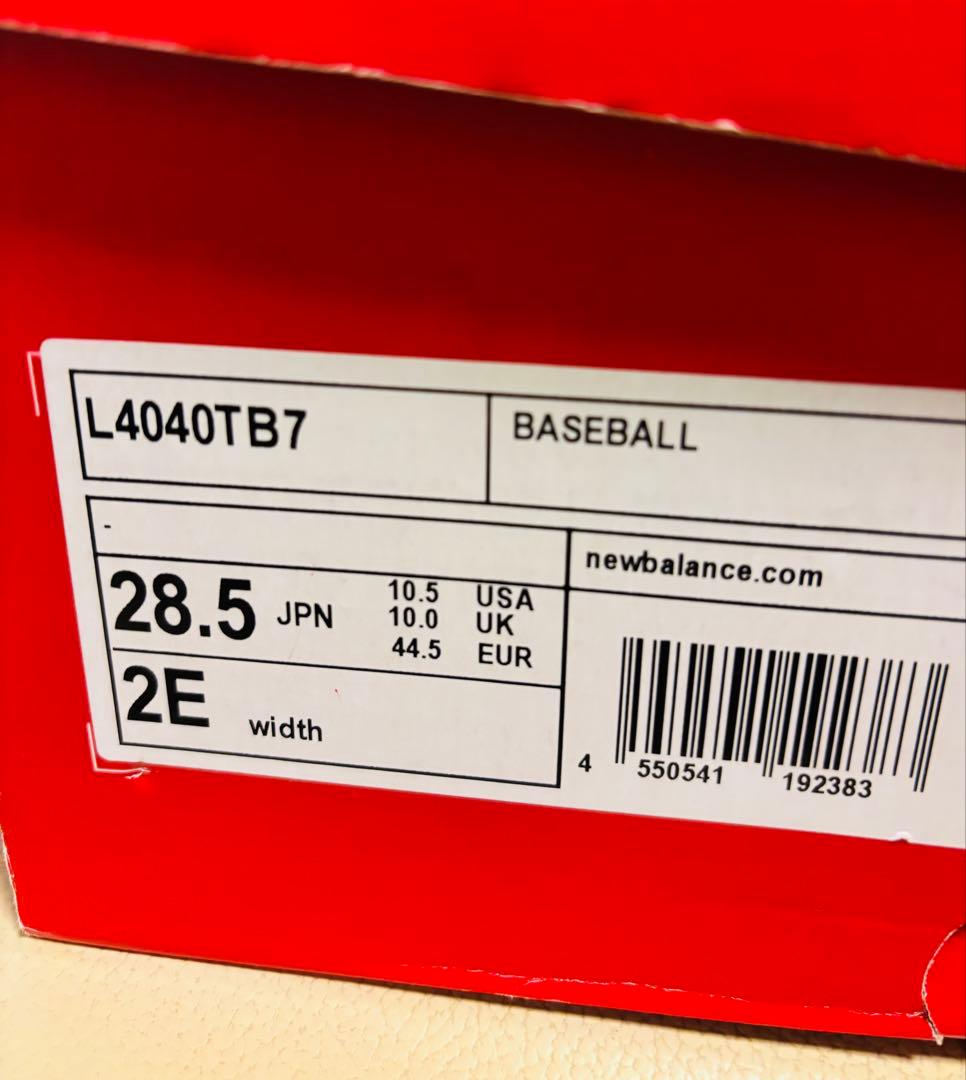 L4040TB7
BASEBALL
-
newbalance.com
28.5 JPN
10.5 USA
10.0 UK
44.5 EUR
2E width
4 550541 192383